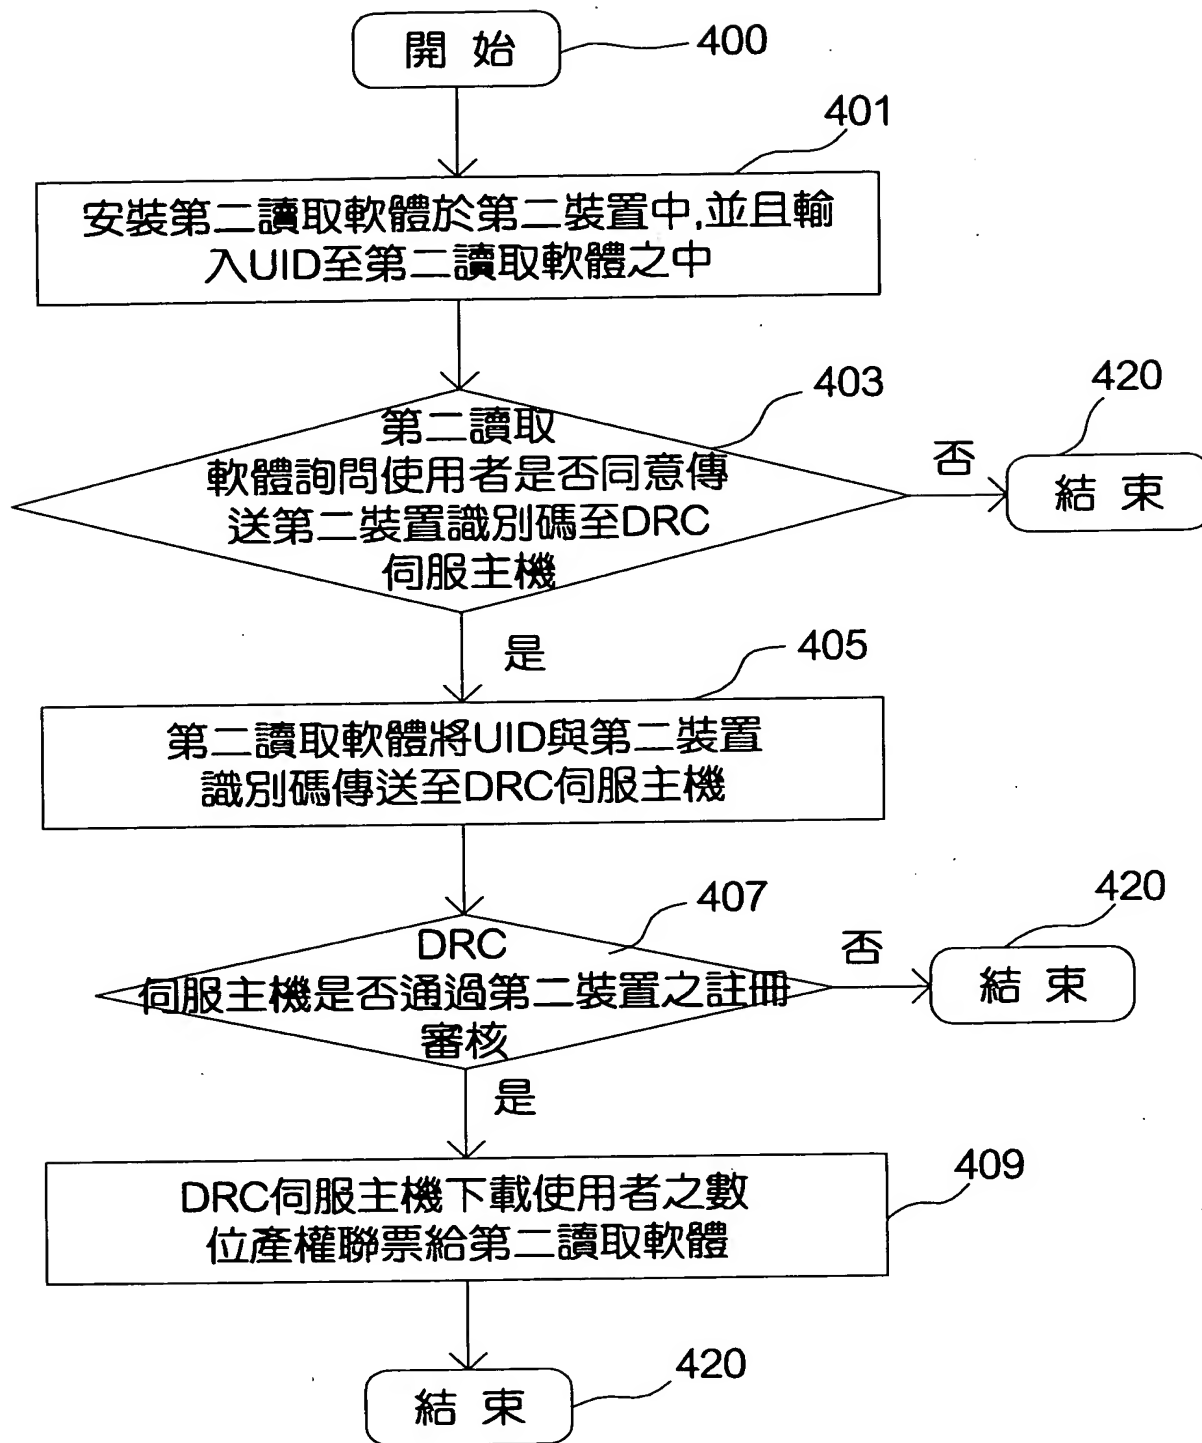 開 始
400
401
安裝第二讀取軟體於第二裝置中,並且輸
入UID至第二讀取軟體之中
403
420
第二讀取
軟體詢問使用者是否同意傳
送第二裝置識別碼至DRC
伺服主機
否
結 束
是
405
第二讀取軟體將UID與第二裝置
識別碼傳送至DRC伺服主機
407
420
DRC
伺服主機是否通過第二裝置之註冊
審核
否
結 束
是
409
DRC伺服主機下載使用者之數
位產權聯票給第二讀取軟體
420
結 束